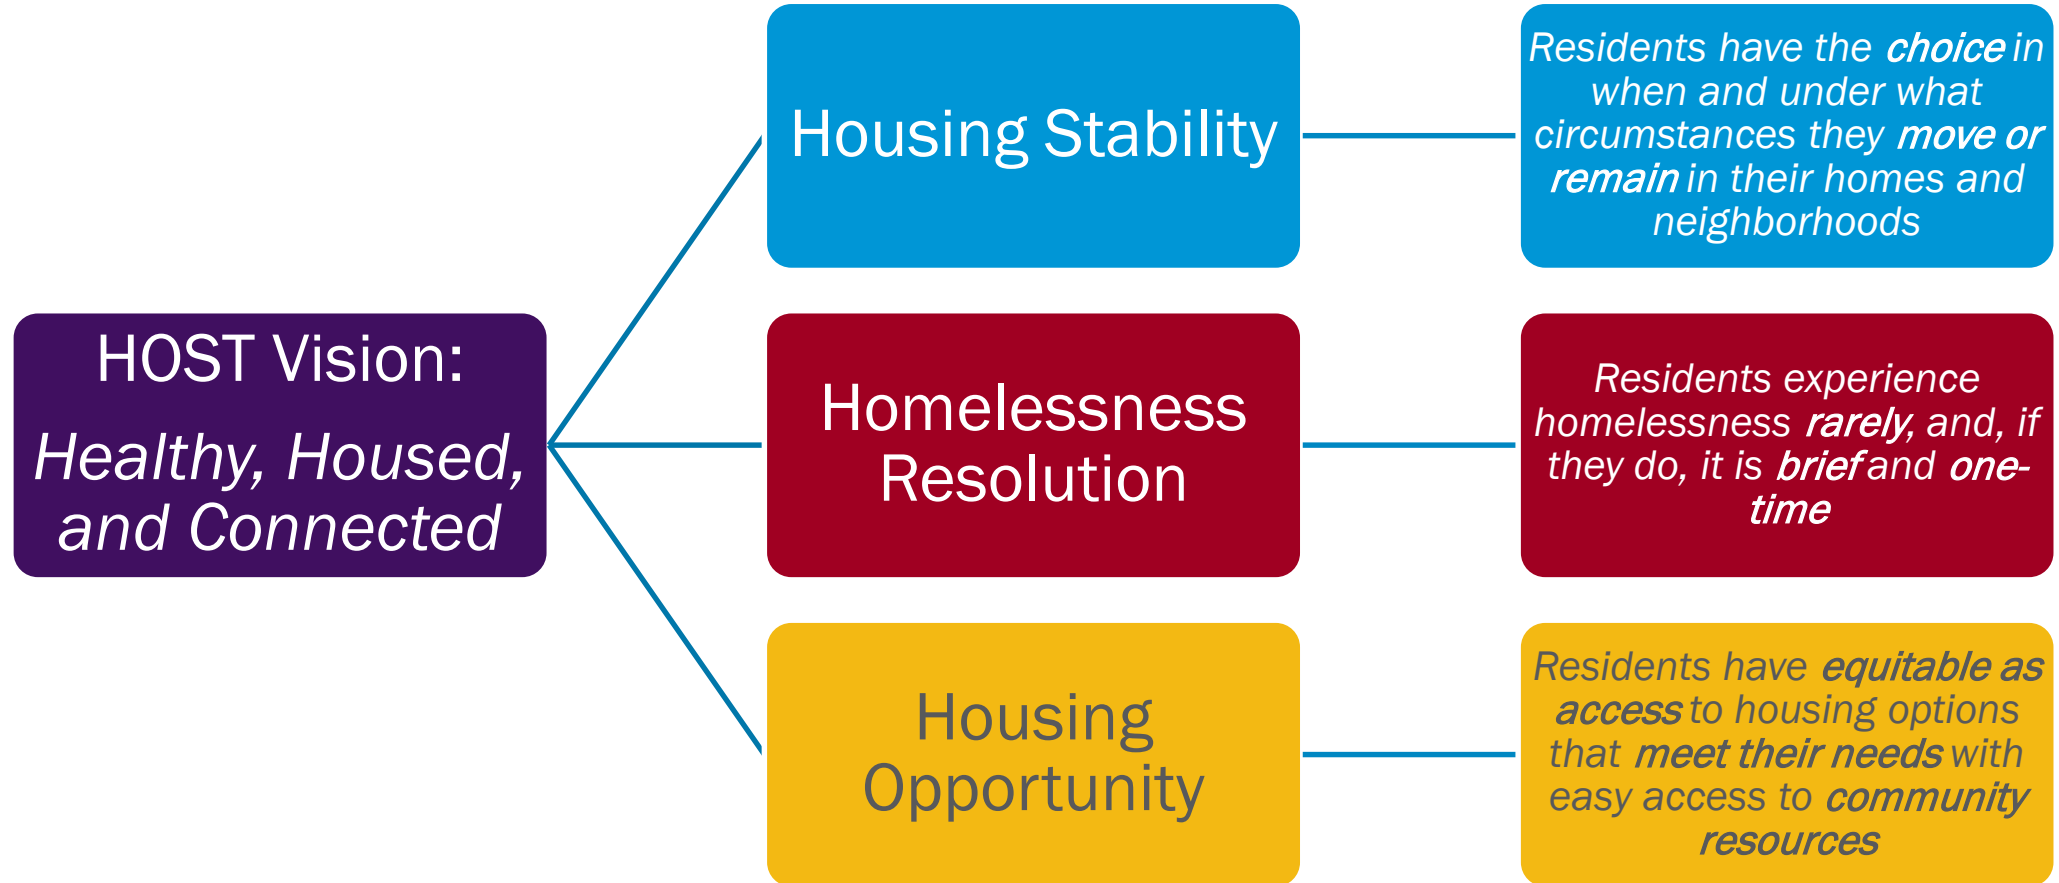 HOST Vision:
Healthy, Housed,
and Connected
Housing Stability
Residents have the choice in
when and under what
circumstances they move or
remain in their homes and
neighborhoods
Homelessness
Resolution
Residents experience
homelessness rarely, and, if
they do, it is brief and one-
time
Housing
Opportunity
Residents have equitable as
access to housing options
that meet their needs with
easy access to community
resources